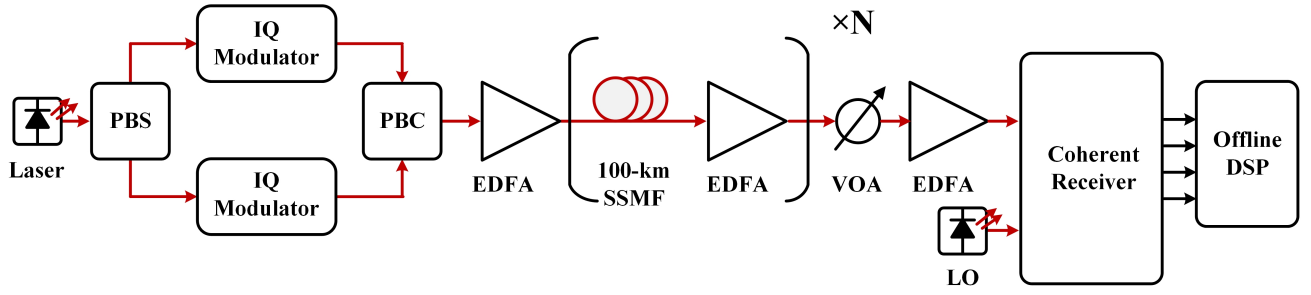 Laser
PBS
IQ
Modulator
IQ
Modulator
PBC
EDFA
100-km
SSMF
EDFA
×N
VOA
EDFA
LO
Coherent
Receiver
Offline
DSP